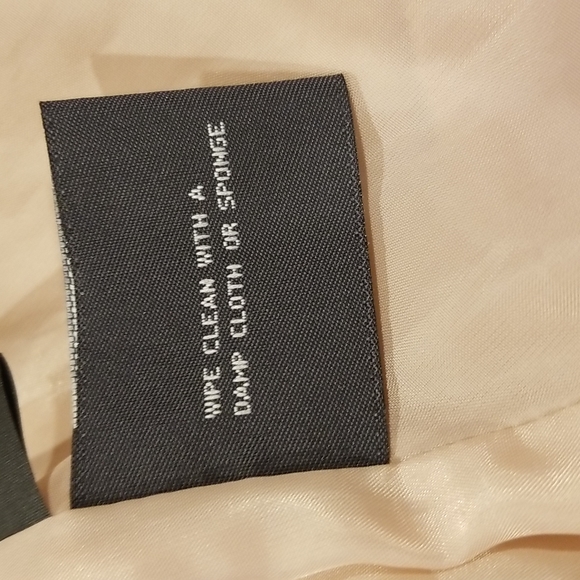 WIPE CLEAN WITH A
DAMP CLOTH OR SPONGE